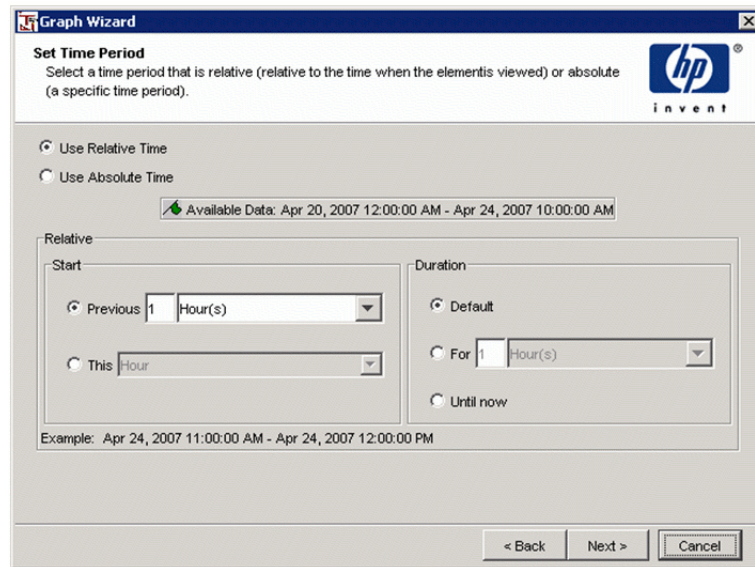 Graph Wizard
Set Time Period
Select a time period that is relative (relative to the time when the elementis viewed) or absolute
(a specific time period).
hp
®
invent
Use Relative Time
Use Absolute Time
Available Data: Apr 20, 2007 12:00:00 AM - Apr 24, 2007 10:00:00 AM
Relative
Start
Previous 1 Hour(s)
This Hour
Duration
Default
For 1 Hour(s)
Until now
Example: Apr 24, 2007 11:00:00 AM - Apr 24, 2007 12:00:00 PM
< Back Next > Cancel